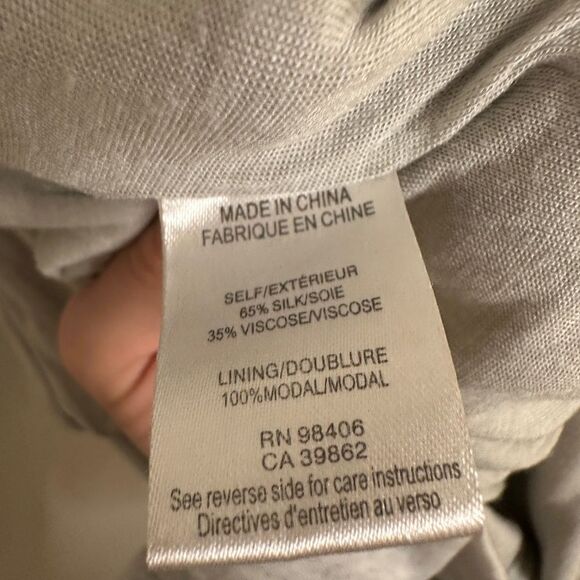 MADE IN CHINA
FABRIQUE EN CHINE
SELF/EXTÉRIEUR
65% SILK/SOIE
35% VISCOSE/VISCOSE
LINING/DOUBLURE
100%MODAL/MODAL
RN 98406
CA 39862
See reverse side for care instructions
Directives d'entretien au verso